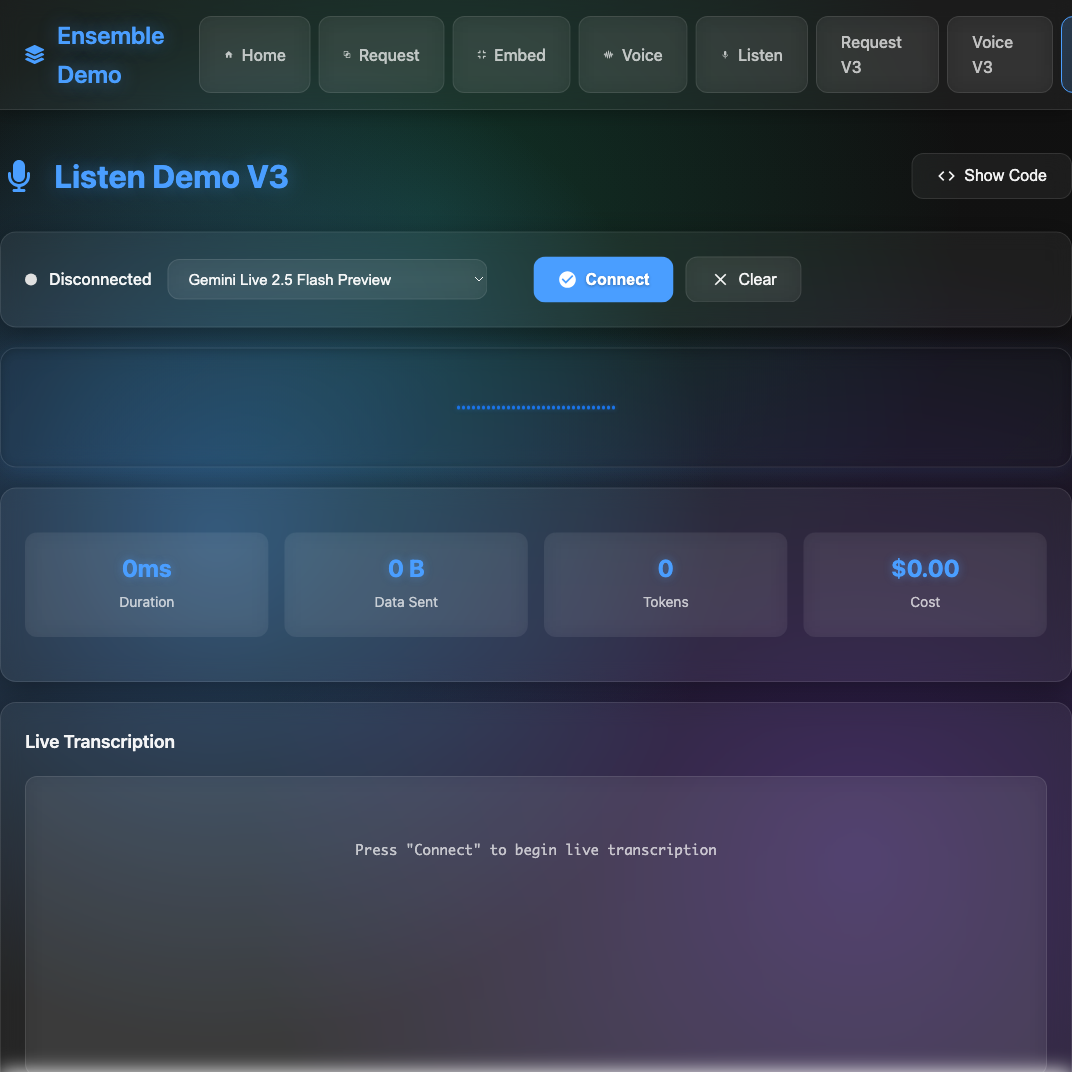 Ensemble
Demo
Home
Request
Embed
Voice
Listen
Request
V3
Voice
V3
Listen Demo V3
Show Code
Disconnected
Gemini Live 2.5 Flash Preview
Connect
Clear
0ms
Duration
0 B
Data Sent
0
Tokens
$0.00
Cost
Live Transcription
Press "Connect" to begin live transcription